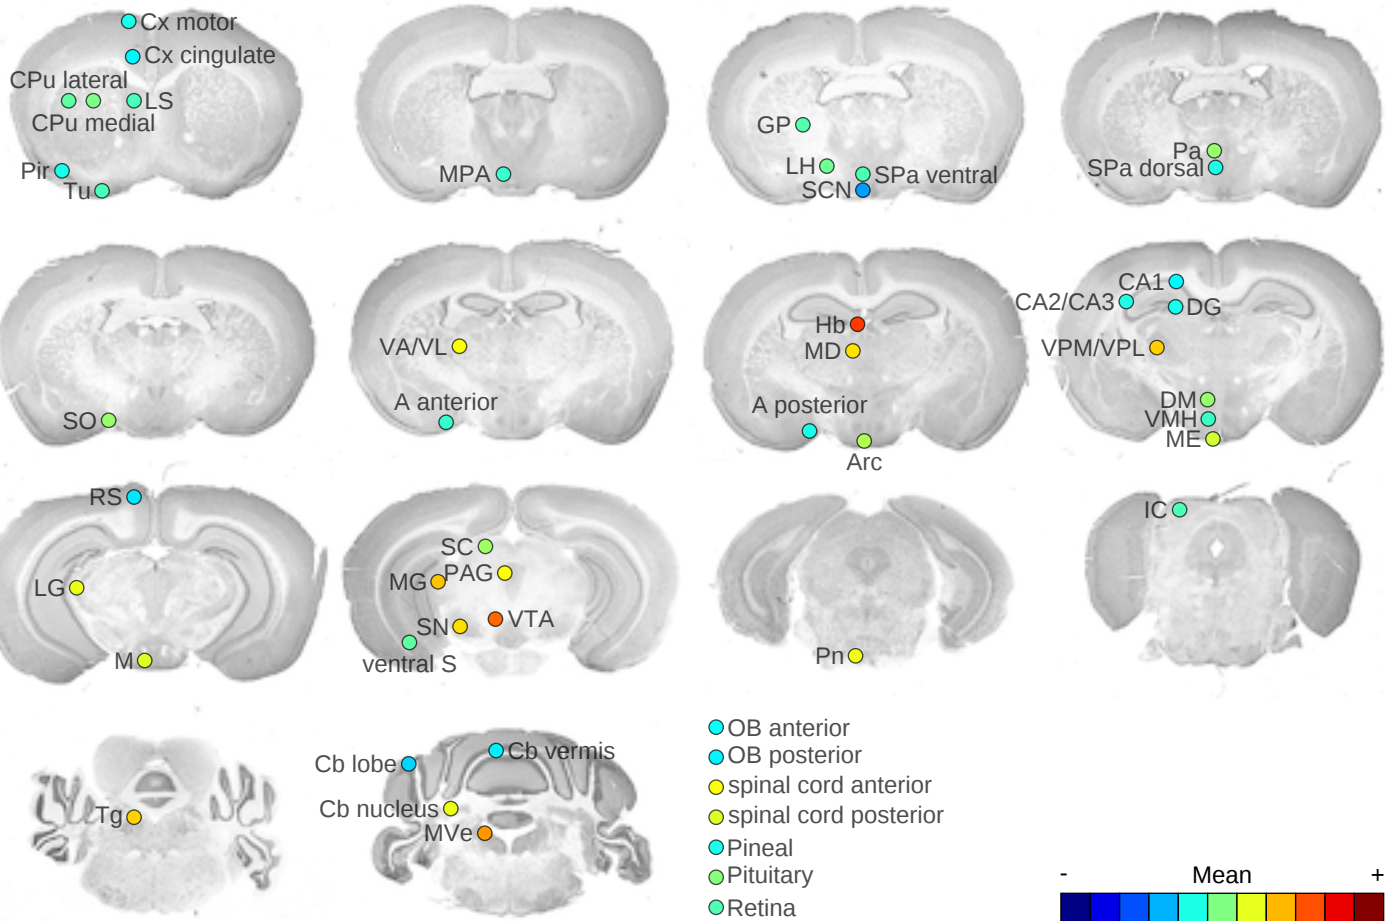 Cx motor
Cx cingulate
CPu lateral
LS
CPu medial
Pir
Tu
MPA
GP
LH
SPa ventral
SCN
Pa
SPa dorsal
SO
VA/VL
A anterior
Hb
MD
A posterior
Arc
CA1
CA2/CA3
DG
VPM/VPL
DM
VMH
ME
RS
LG
M
SC
PAG
MG
VTA
SN
ventral S
Pn
IC
Tg
Cb vermis
Cb lobe
Cb nucleus
MVe
OB anterior
OB posterior
spinal cord anterior
spinal cord posterior
Pineal
Pituitary
Retina
- Mean +